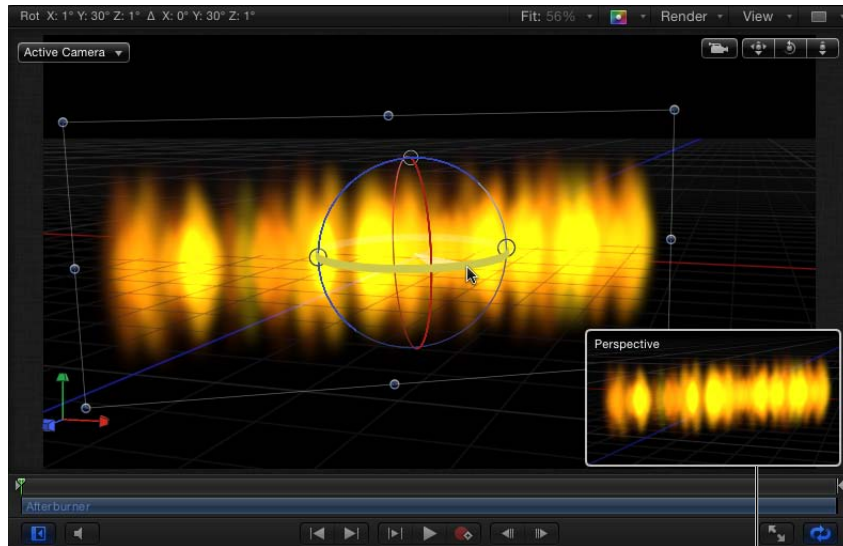 Rot X: 1° Y: 30° Z: 1° Δ X: 0° Y: 30° Z: 1°
Fit: 56% Render View
Active Camera
Perspective
Afterburner